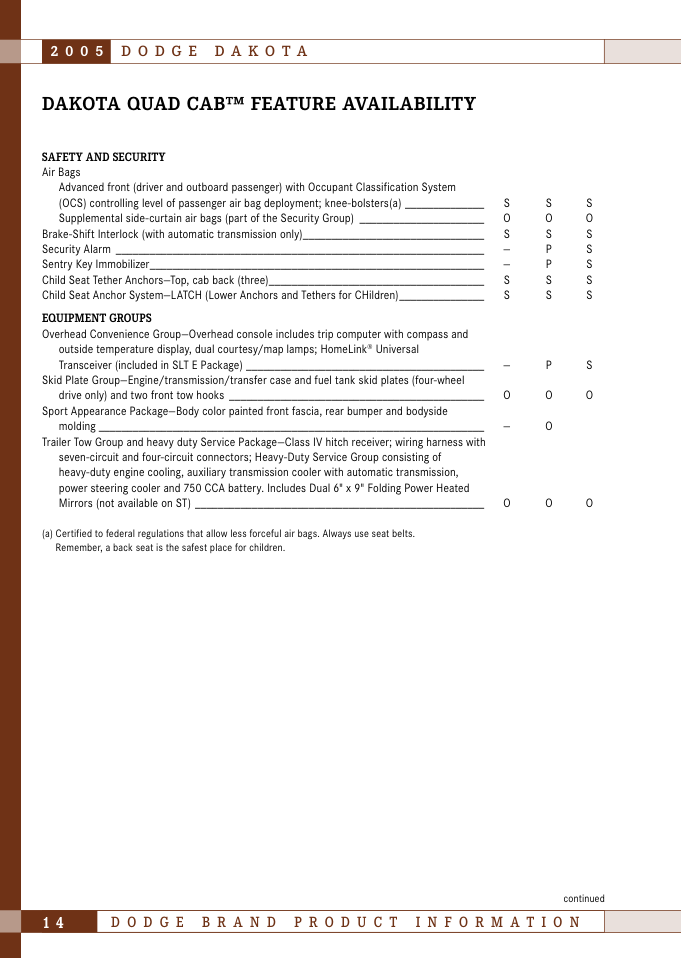 2005 DODGE DAKOTA
DAKOTA QUAD CAB™ FEATURE AVAILABILITY
SAFETY AND SECURITY
Air Bags
Advanced front (driver and outboard passenger) with Occupant Classification System
(OCS) controlling level of passenger air bag deployment; knee-bolsters(a) S S S
Supplemental side-curtain air bags (part of the Security Group) O O O
Brake-Shift Interlock (with automatic transmission only) S S S
Security Alarm – P S
Sentry Key Immobilizer – P S
Child Seat Tether Anchors—Top, cab back (three) S S S
Child Seat Anchor System—LATCH (Lower Anchors and Tethers for CHildren) S S S
EQUIPMENT GROUPS
Overhead Convenience Group—Overhead console includes trip computer with compass and
outside temperature display, dual courtesy/map lamps; HomeLink® Universal
Transceiver (included in SLT E Package) – P S
Skid Plate Group—Engine/transmission/transfer case and fuel tank skid plates (four-wheel
drive only) and two front tow hooks O O O
Sport Appearance Package—Body color painted front fascia, rear bumper and bodyside
molding – O
Trailer Tow Group and heavy duty Service Package—Class IV hitch receiver; wiring harness with
seven-circuit and four-circuit connectors; Heavy-Duty Service Group consisting of
heavy-duty engine cooling, auxiliary transmission cooler with automatic transmission,
power steering cooler and 750 CCA battery. Includes Dual 6" x 9" Folding Power Heated
Mirrors (not available on ST) O O O
(a) Certified to federal regulations that allow less forceful air bags. Always use seat belts.
Remember, a back seat is the safest place for children.
continued
14 DODGE BRAND PRODUCT INFORMATION